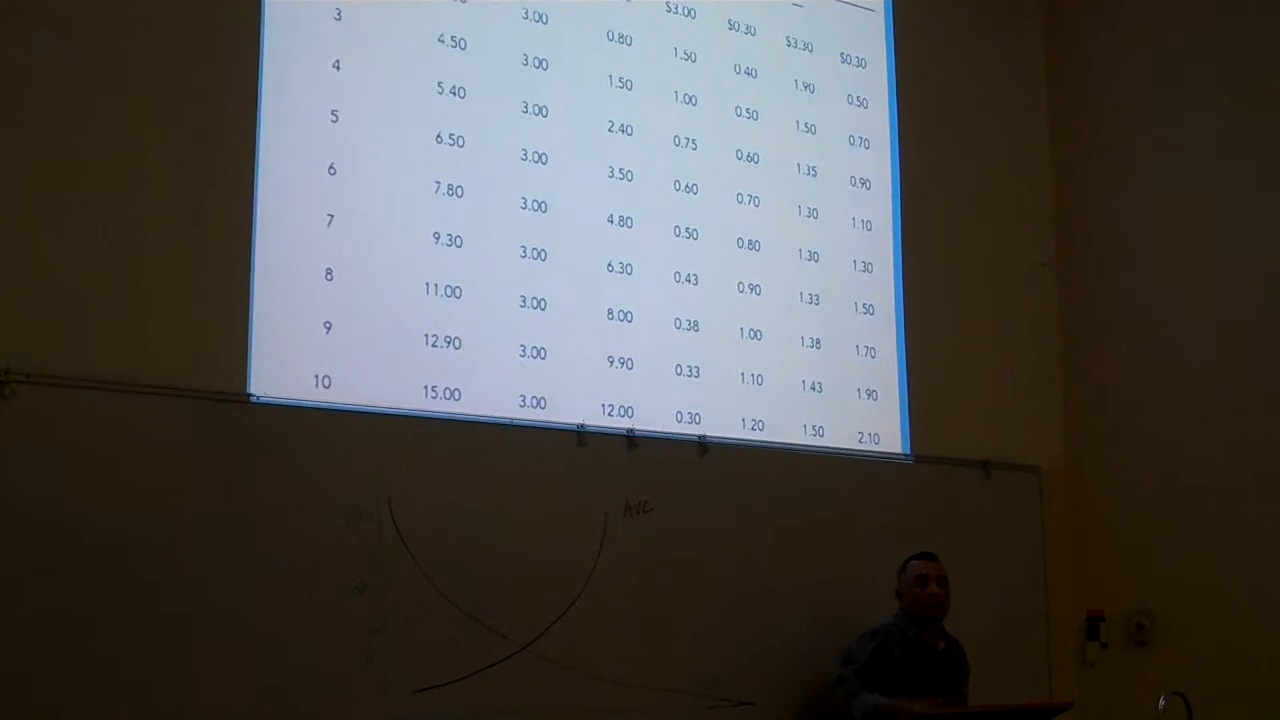 $3.00 $0.30 $3.30 $0.30
3.00 0.80 1.50 0.40 1.90 0.50
3 4.50 3.00 1.50 1.00 0.50 1.50 0.70
4 5.40 3.00 2.40 0.75 0.60 1.35 0.90
5 6.50 3.00 3.50 0.60 0.70 1.30 1.10
6 7.80 3.00 4.80 0.50 0.80 1.30 1.30
7 9.30 3.00 6.30 0.43 0.90 1.33 1.50
8 11.00 3.00 8.00 0.38 1.00 1.38 1.70
9 12.90 3.00 9.90 0.33 1.10 1.43 1.90
10 15.00 3.00 12.00 0.30 1.20 1.50 2.10
AVC